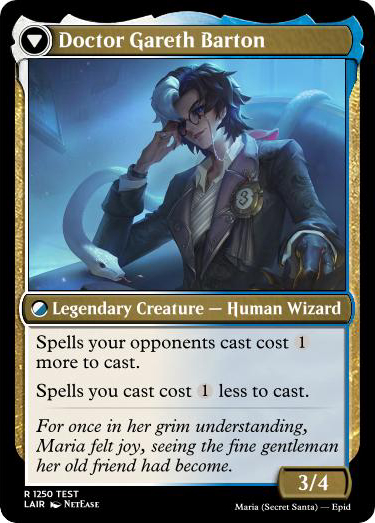 Doctor Gareth Barton
Legendary Creature — Human Wizard
Spells your opponents cast cost 1
more to cast.
Spells you cast cost 1 less to cast.
For once in her grim understanding,
Maria felt joy, seeing the fine gentleman
her old friend had become.
3/4
R 1250 TEST
LAIR NETEASE
Maria (Secret Santa) — Epid